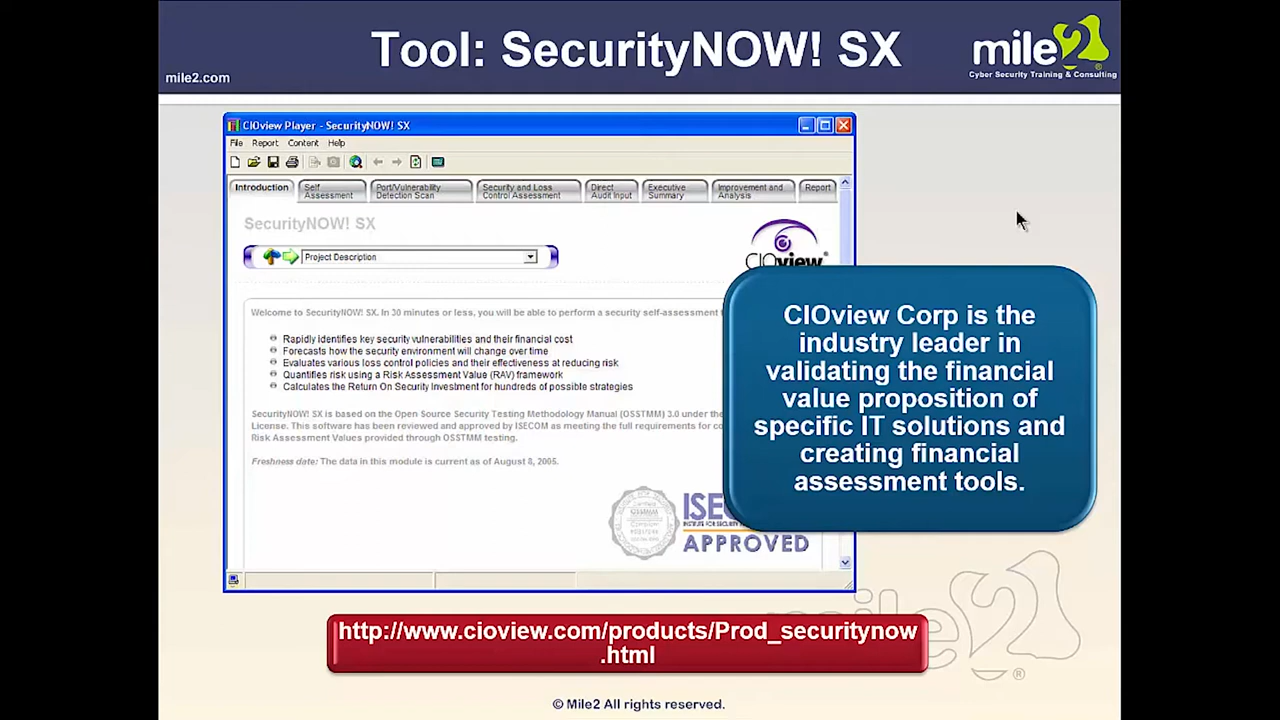 Tool: SecurityNOW! SX
mile2
Cyber Security Training & Consulting
mile2.com
CIOview Player - SecurityNOW! SX
File Report Content Help
Introduction
Self
Assessment
Port/Vulnerability
Detection Scan
Security and Loss
Control Assessment
Direct
Audit Input
Executive
Summary
Improvement and
Analysis
Report
SecurityNOW! SX
Project Description
CIOview
Welcome to SecurityNOW! SX. In 30 minutes or less, you will be able to perform a security self-assessment
Rapidly identifies key security vulnerabilities and their financial cost
Forecasts how the security environment will change over time
Evaluates various loss control policies and their effectiveness at reducing risk
Quantifies risk using a Risk Assessment Value (RAV) framework
Calculates the Return On Security Investment for hundreds of possible strategies
SecurityNOW! SX is based on the Open Source Security Testing Methodology Manual (OSSTMM) 3.0 under the
License. This software has been reviewed and approved by ISECOM as meeting the full requirements for
Risk Assessment Values provided through OSSTMM testing.
Freshness date: The data in this module is current as of August 8, 2005.
OSSTMM
INSTITUTE FOR
APPROVED
CIOview Corp is the
industry leader in
validating the financial
value proposition of
specific IT solutions and
creating financial
assessment tools.
http://www.cioview.com/products/Prod_securitynow
.html
mile2
© Mile2 All rights reserved.